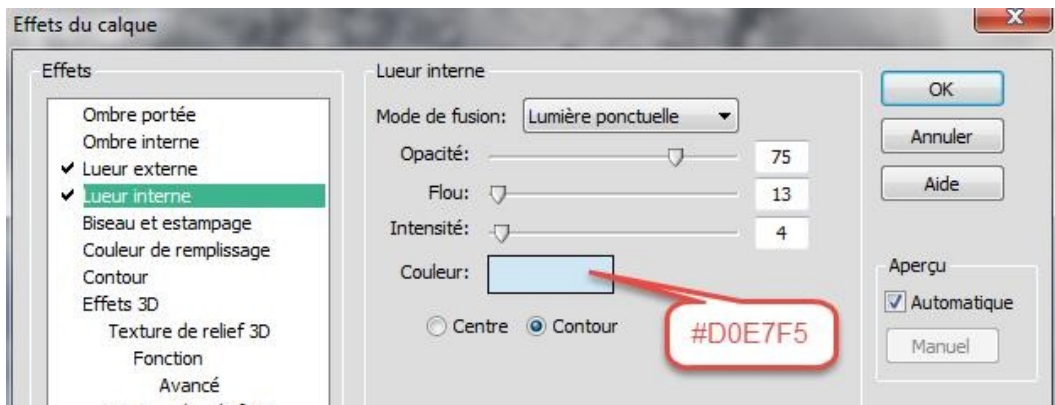 Effets du calque
Effets
Ombre portée
Ombre interne
Lueur externe
Lueur interne
Biseau et estampage
Couleur de remplissage
Contour
Effets 3D
Texture de relief 3D
Fonction
Avancé
Lueur interne
Mode de fusion: Lumière ponctuelle
Opacité: 75
Flou: 13
Intensité: 4
Couleur:
#D0E7F5
Centre Contour
OK
Annuler
Aide
Aperçu
Automatique
Manuel